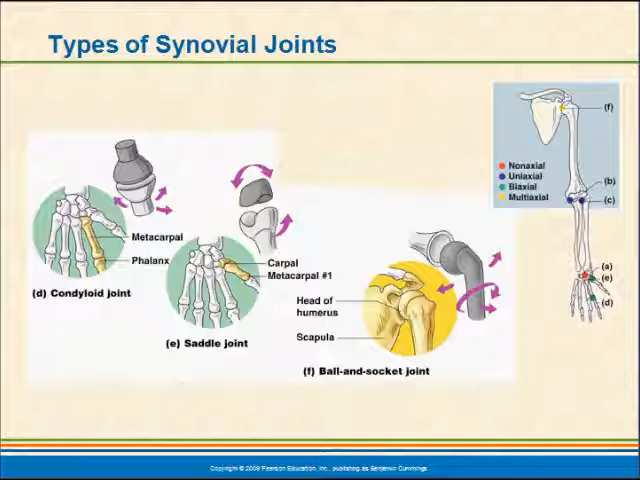 Types of Synovial Joints
(f)
Nonaxial
Uniaxial
Biaxial
Multiaxial
(b)
(c)
(a)
(e)
(d)
Metacarpal
Phalanx
(d) Condyloid joint
Carpal
Metacarpal #1
(e) Saddle joint
Head of
humerus
Scapula
(f) Ball-and-socket joint
Copyright © 2009 Pearson Education, Inc., publishing as Benjamin Cummings